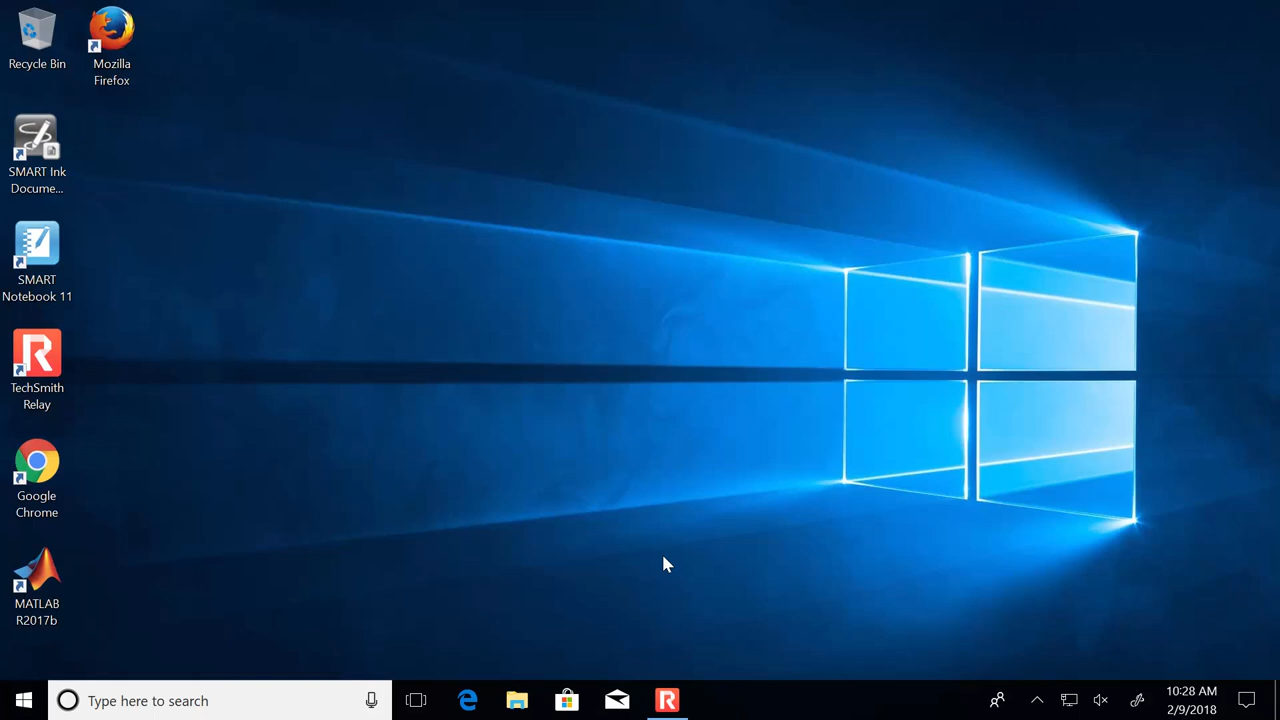 Recycle Bin
Mozilla
Firefox
SMART Ink
Docume...
SMART
Notebook 11
TechSmith
Relay
Google
Chrome
MATLAB
R2017b
Type here to search
10:28 AM
2/9/2018